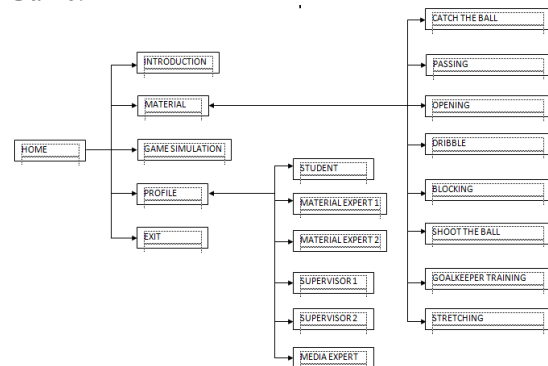 HOME
INTRODUCTION
MATERIAL
GAME SIMULATION
PROFILE
EXIT
STUDENT
MATERIAL EXPERT 1
MATERIAL EXPERT 2
SUPERVISOR 1
SUPERVISOR 2
MEDIA EXPERT
CATCH THE BALL
PASSING
OPENING
DRIBBLE
BLOCKING
SHOOT THE BALL
GOALKEEPER TRAINING
STRETCHING